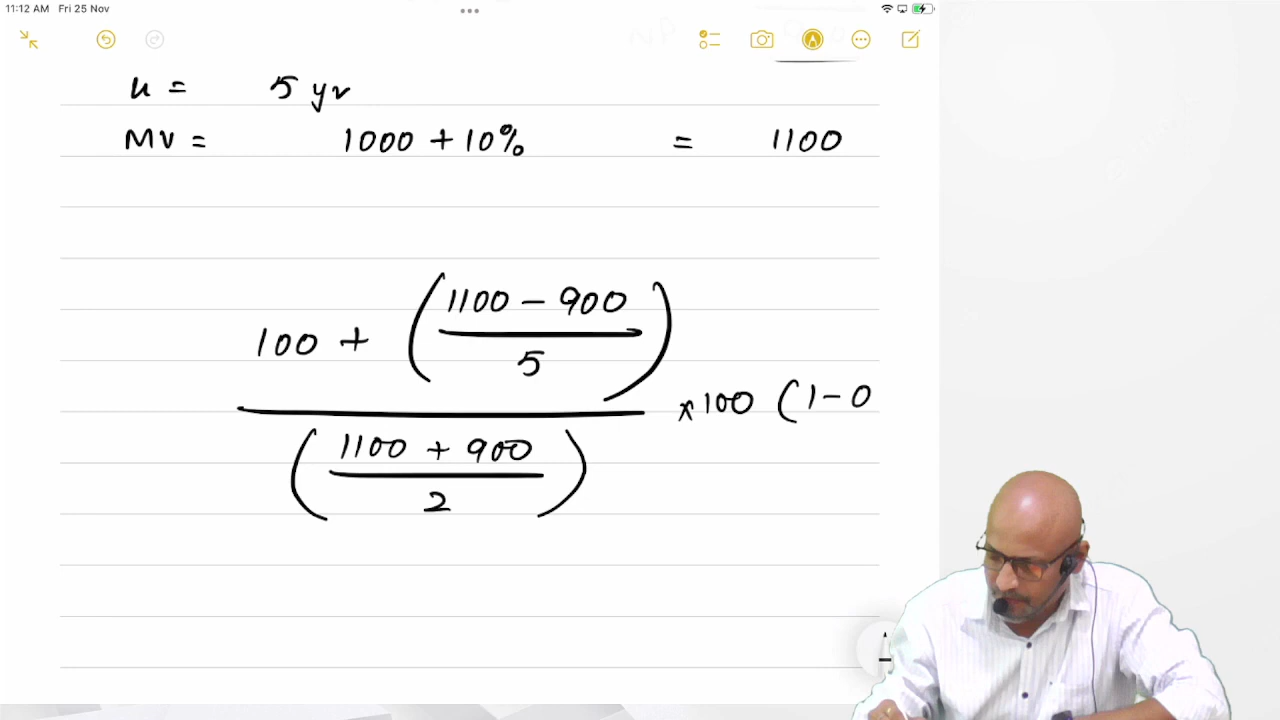 11:12 AM Fri 25 Nov
n = 5 yr
MV = 1000 + 10% = 1100
100 + (1100 - 900 / 5)
× 100 (1 - 0
(1100 + 900 / 2)